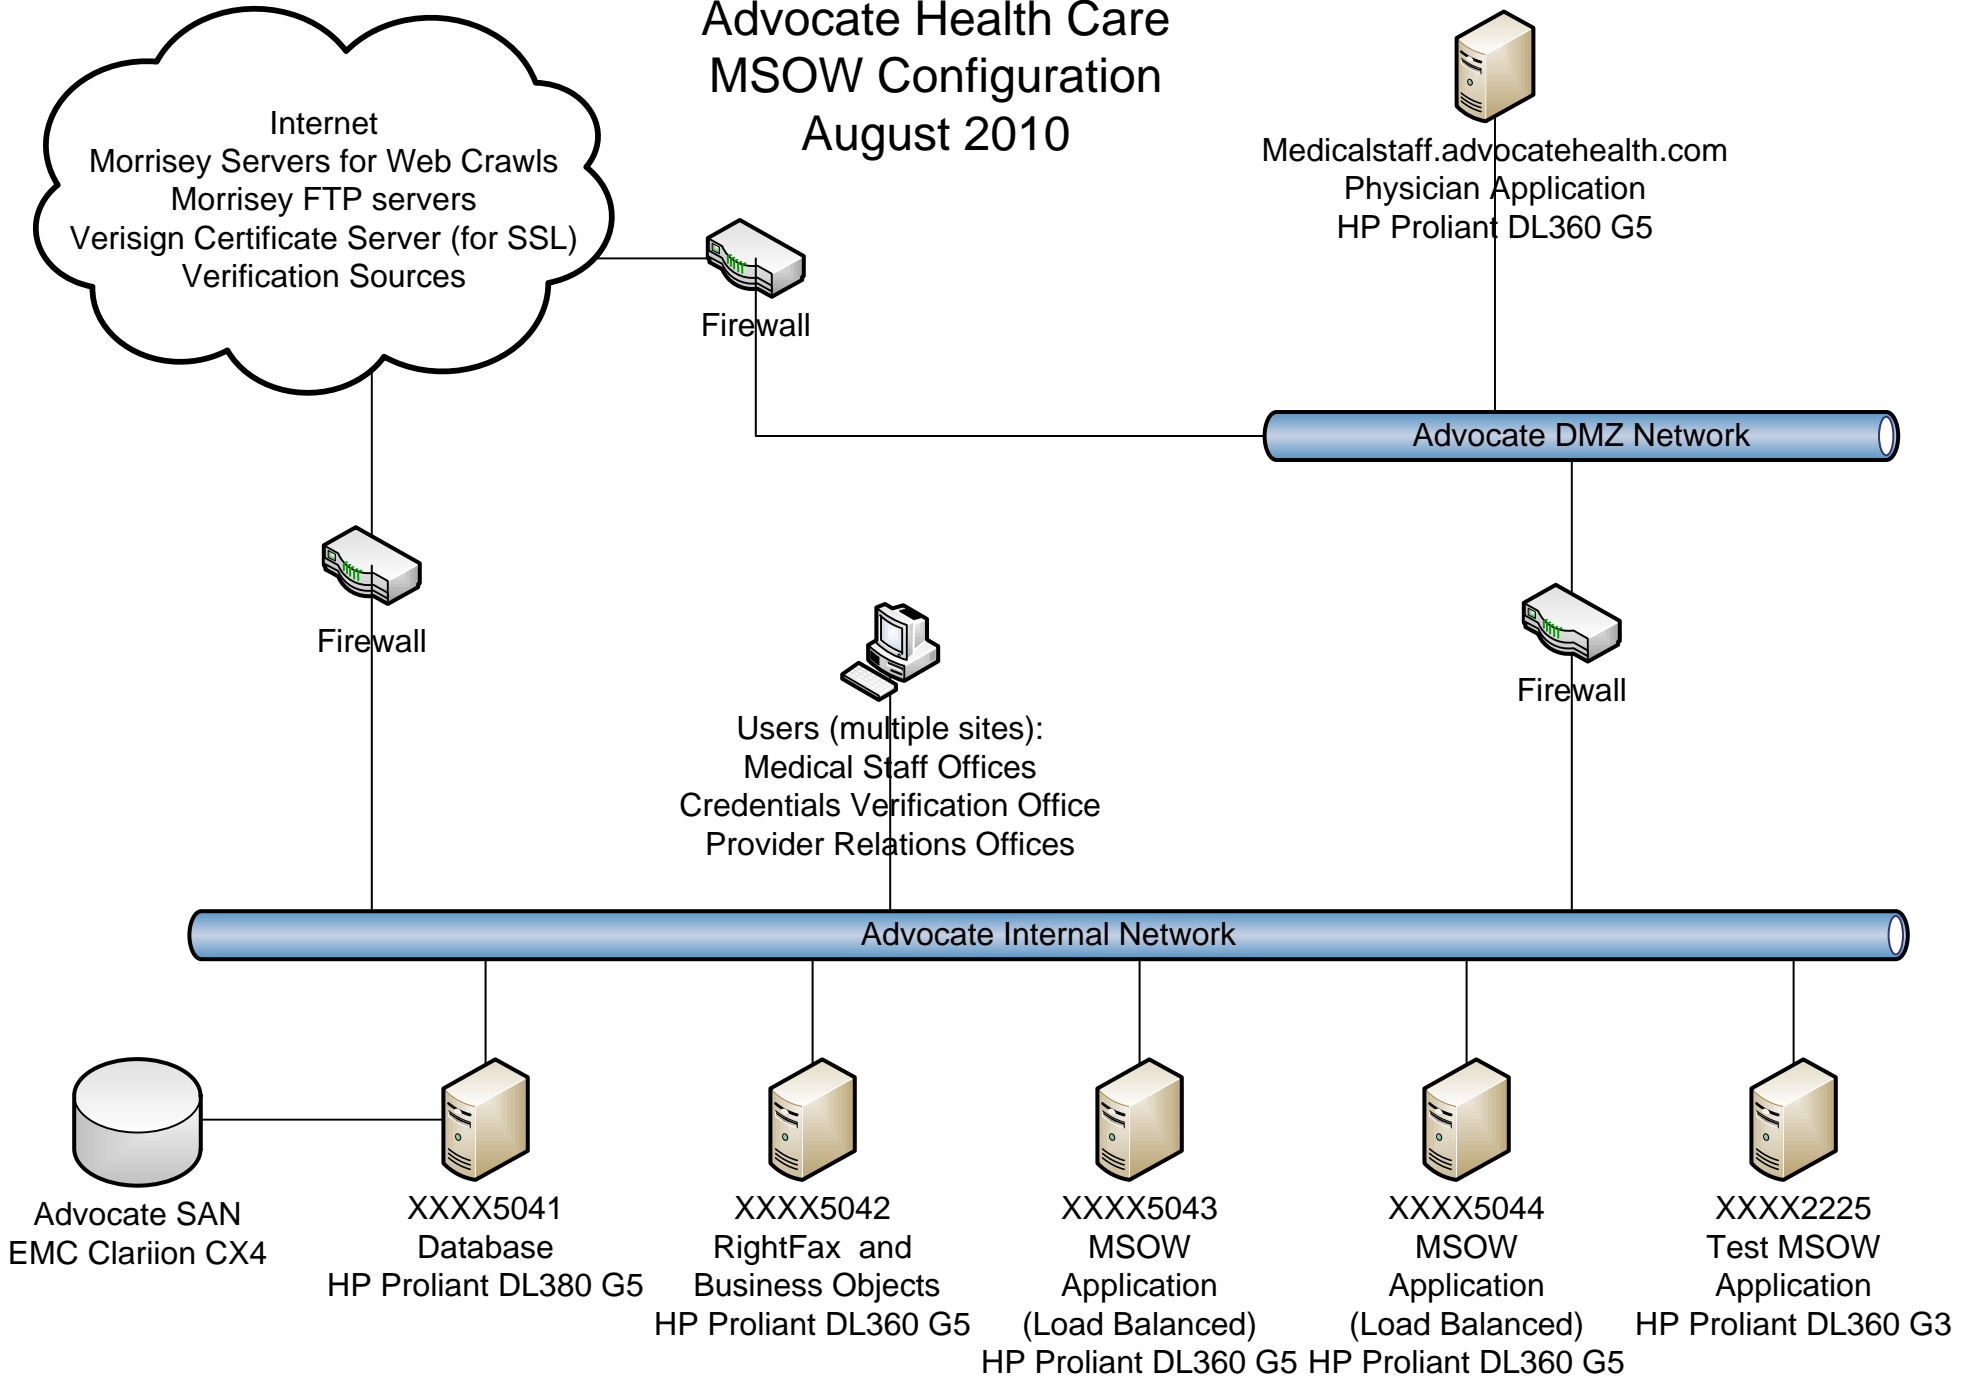 Advocate Health Care
MSOW Configuration
August 2010
Internet
Morrisey Servers for Web Crawls
Morrisey FTP servers
Verisign Certificate Server (for SSL)
Verification Sources
Firewall
Medicalstaff.advocatehealth.com
Physician Application
HP Proliant DL360 G5
Advocate DMZ Network
Firewall
Firewall
Users (multiple sites):
Medical Staff Offices
Credentials Verification Office
Provider Relations Offices
Advocate Internal Network
Advocate SAN
EMC Clariion CX4
XXXX5041
Database
HP Proliant DL380 G5
XXXX5042
RightFax and
Business Objects
HP Proliant DL360 G5
XXXX5043
MSOW
Application
(Load Balanced)
HP Proliant DL360 G5
XXXX5044
MSOW
Application
(Load Balanced)
HP Proliant DL360 G5
XXXX2225
Test MSOW
Application
HP Proliant DL360 G3